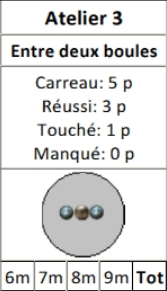 Atelier 3
Entre deux boules
Carreau: 5 p
Réussi: 3 p
Touché: 1 p
Manqué: 0 p
6m 7m 8m 9m Tot